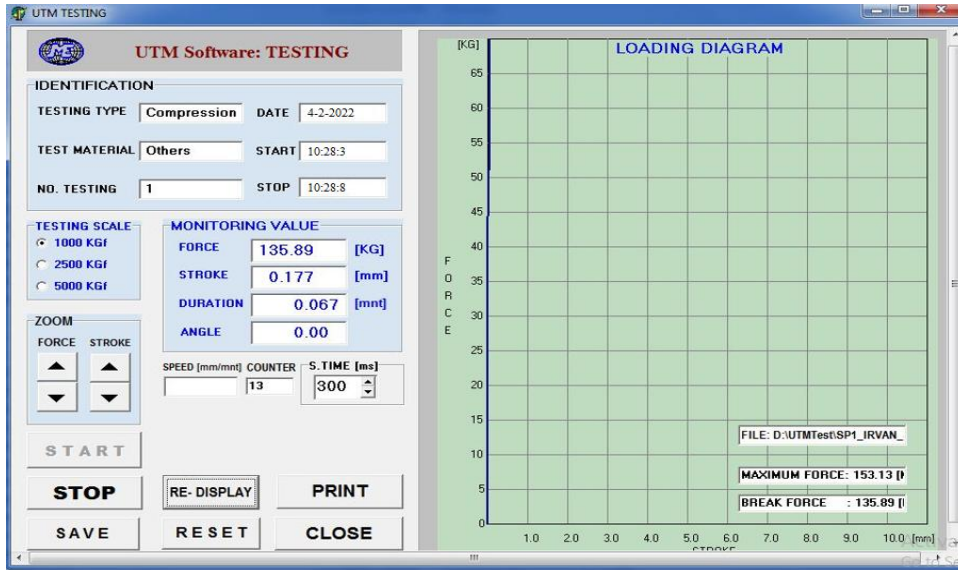 UTM TESTING
UTM Software: TESTING
IDENTIFICATION
TESTING TYPE Compression DATE 4-2-2022
TEST MATERIAL Others START 10:28:3
NO. TESTING 1 STOP 10:28:8
TESTING SCALE
1000 KGf
2500 KGf
5000 KGf
MONITORING VALUE
FORCE 135.89 [KG]
STROKE 0.177 [mm]
DURATION 0.067 [mnt]
ANGLE 0.00
ZOOM
FORCE STROKE
SPEED [mm/mnt] COUNTER 13 S.TIME [ms] 300
START
STOP RE- DISPLAY PRINT
SAVE RESET CLOSE
[KG] LOADING DIAGRAM
65
60
55
50
45
40
35
30
25
20
15
10
5
0
FORCE
FILE: D:\UTMTest\SP1_IRVAN_
MAXIMUM FORCE: 153.13
BREAK FORCE : 135.89
1.0 2.0 3.0 4.0 5.0 6.0 7.0 8.0 9.0 10.0 [mm]
STROKE